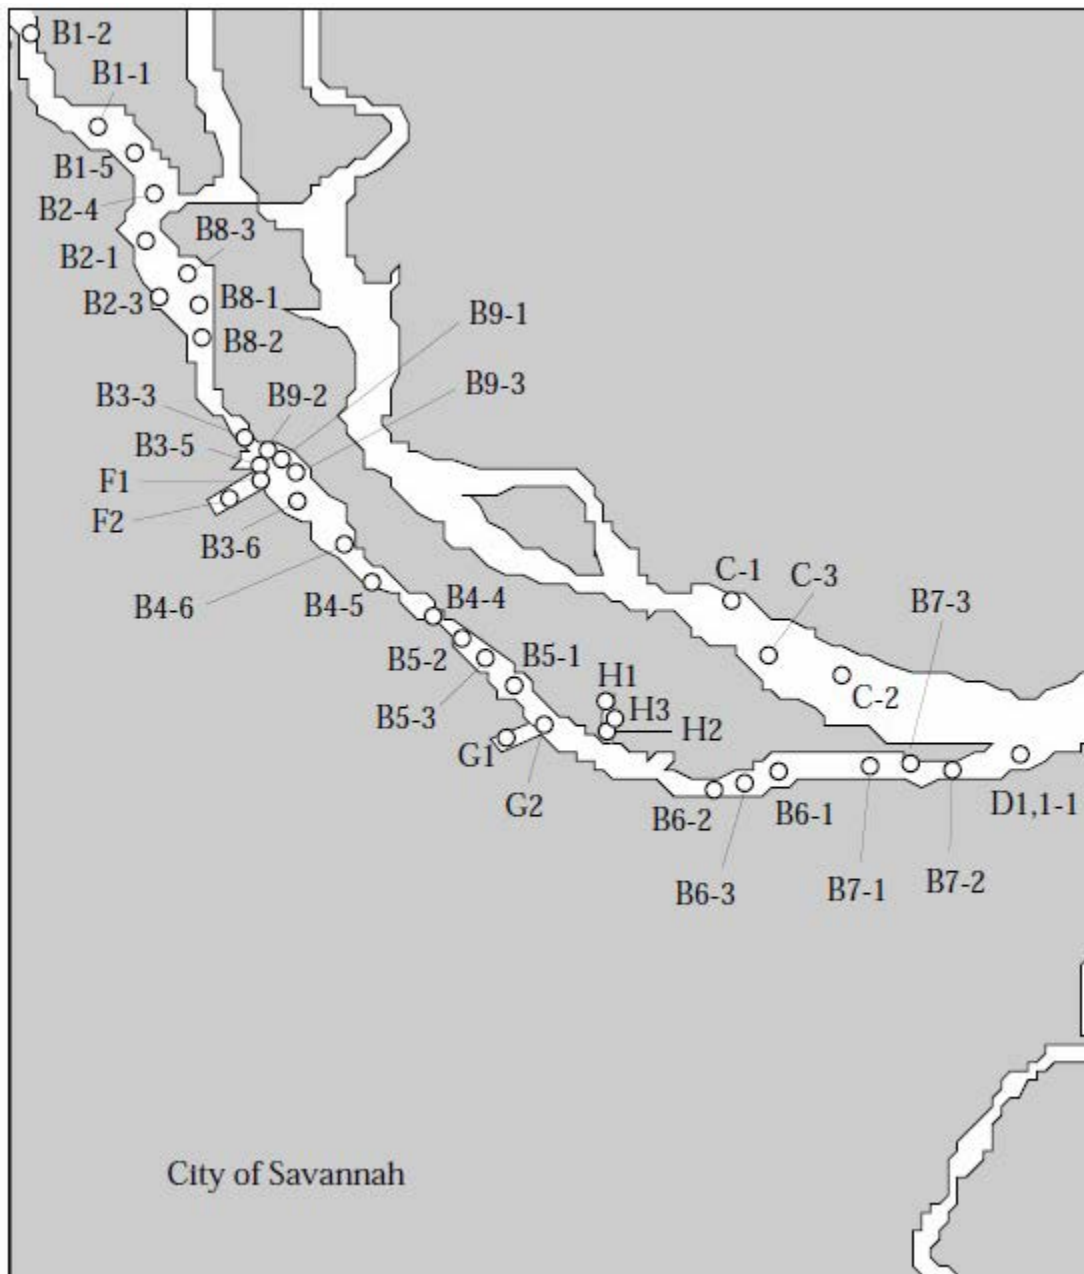 B1-2
B1-1
B1-5
B2-4
B8-3
B2-1
B2-3
B8-1
B9-1
B8-2
B9-3
B3-3
B9-2
B3-5
F1
F2
B3-6
C-1
C-3
B7-3
B4-6
B4-5
B4-4
B5-2
B5-1
H1
C-2
B5-3
H3
H2
G1
G2
B6-2
B6-1
D1,1-1
B6-3
B7-1
B7-2
City of Savannah